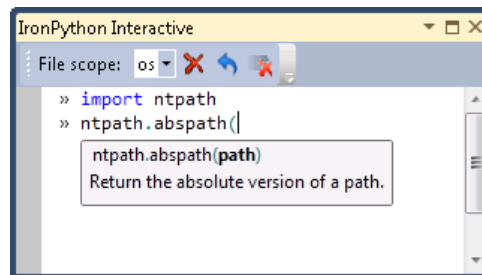 IronPython Interactive
File scope: os
» import ntpath
» ntpath.abspath(
ntpath.abspath(path)
Return the absolute version of a path.